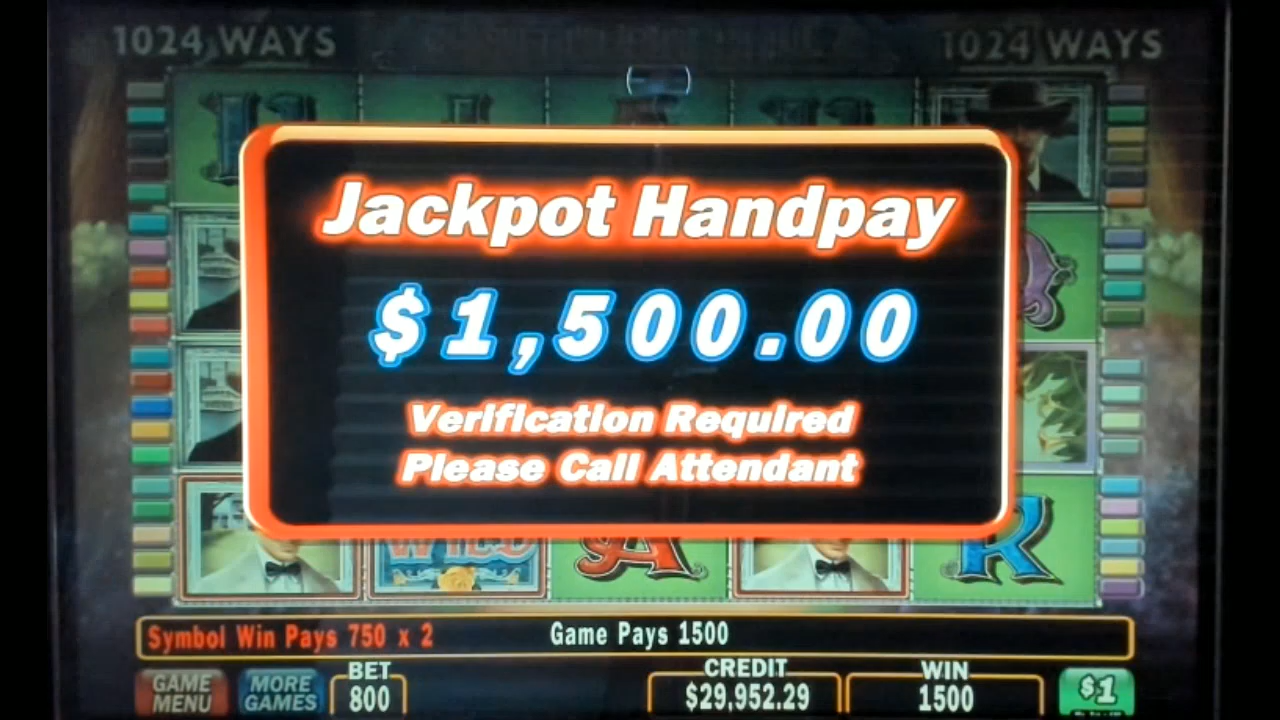 1024 WAYS
1024 WAYS
Jackpot Handpay
$1,500.00
Verification Required
Please Call Attendant
WILD
A
K
Symbol Win Pays 750 x 2
Game Pays 1500
GAME MENU
MORE GAMES
BET
800
CREDIT
$29,952.29
WIN
1500
$1